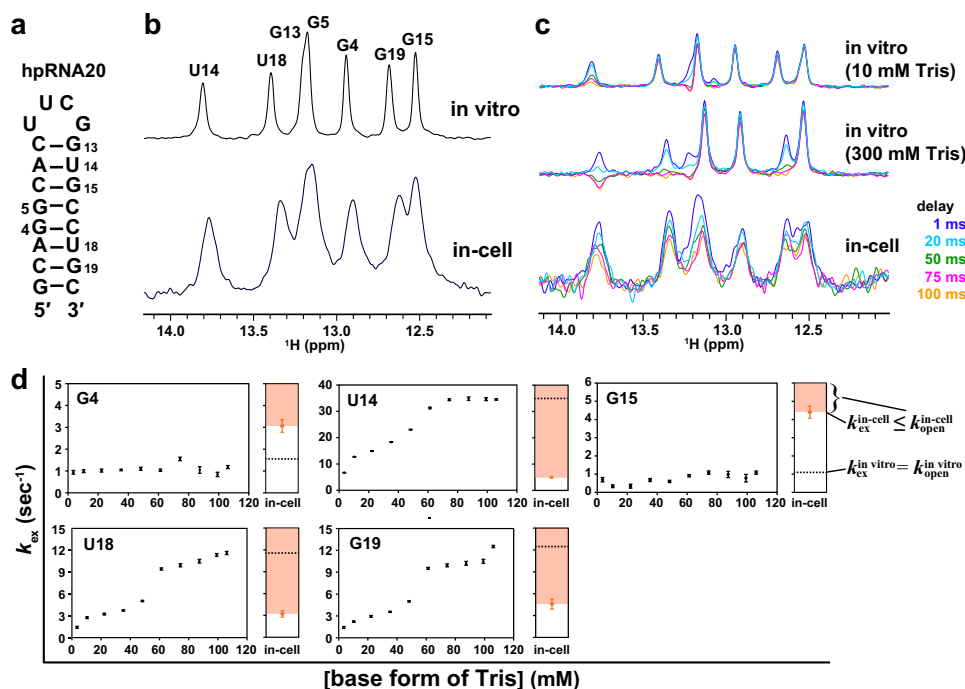 a
hpRNA20
U C
U G
C–G13
A–U14
C–G15
5G–C
4G–C
A–U18
C–G19
G–C
5′ 3′
b
U14
U18
G13
G5
G4
G19
G15
in vitro
in-cell
14.0 13.5 13.0 12.5
¹H (ppm)
c
in vitro
(10 mM Tris)
in vitro
(300 mM Tris)
in-cell
delay
1 ms
20 ms
50 ms
75 ms
100 ms
14.0 13.5 13.0 12.5
¹H (ppm)
d
kex (sec⁻¹)
G4
5
4
3
2
1
0
0 20 40 60 80 100 120
in-cell
U14
40
30
20
10
0
0 20 40 60 80 100 120
in-cell
G15
6
5
4
3
2
1
0
0 20 40 60 80 100 120
in-cell
k_ex^in-cell ≤ k_open^in-cell
k_ex^in vitro = k_open^in vitro
U18
15
12
9
6
3
0
0 20 40 60 80 100 120
in-cell
G19
15
12
9
6
3
0
0 20 40 60 80 100 120
in-cell
[base form of Tris] (mM)